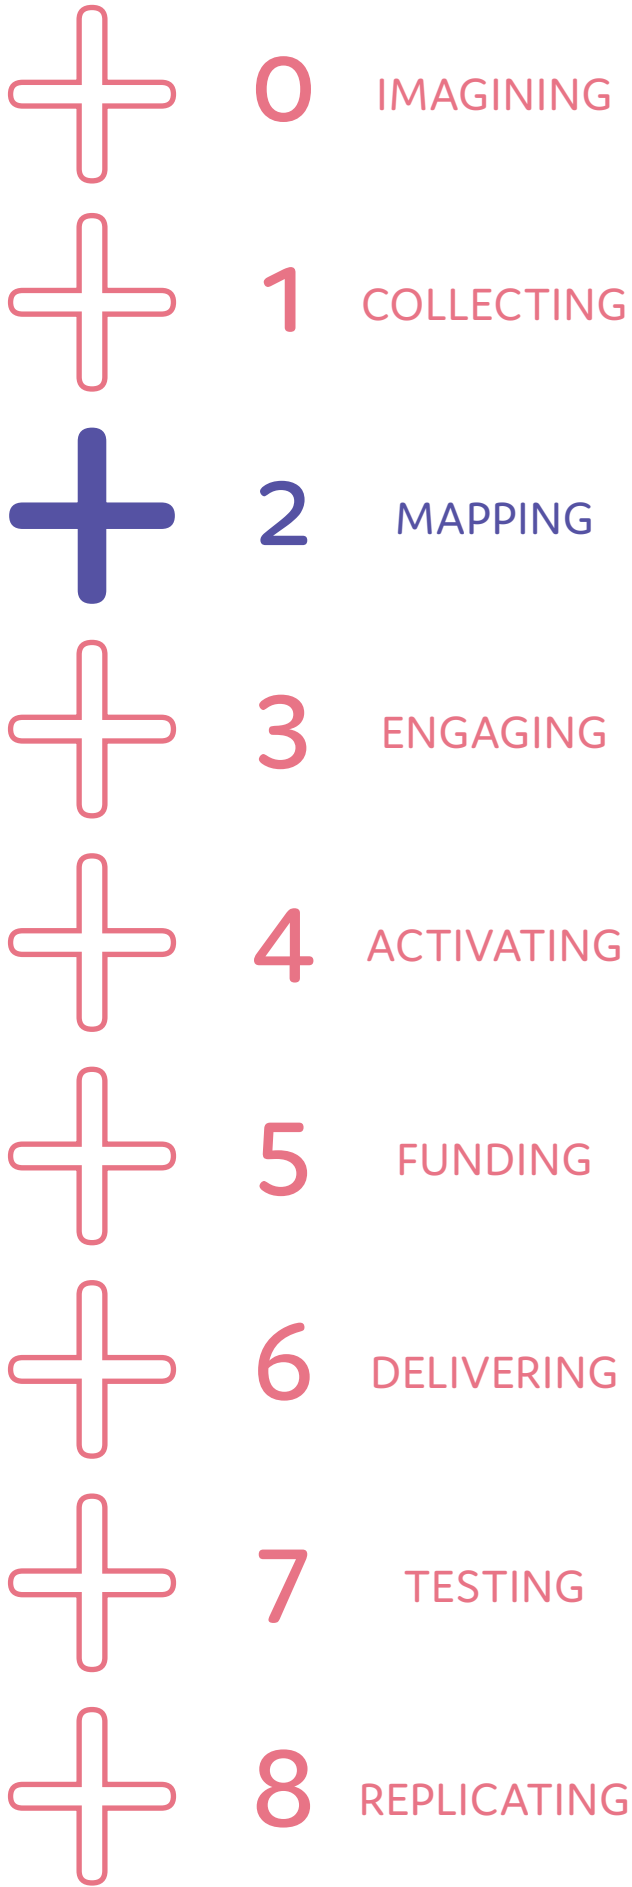 0 IMAGINING
1 COLLECTING
2 MAPPING
3 ENGAGING
4 ACTIVATING
5 FUNDING
6 DELIVERING
7 TESTING
8 REPLICATING